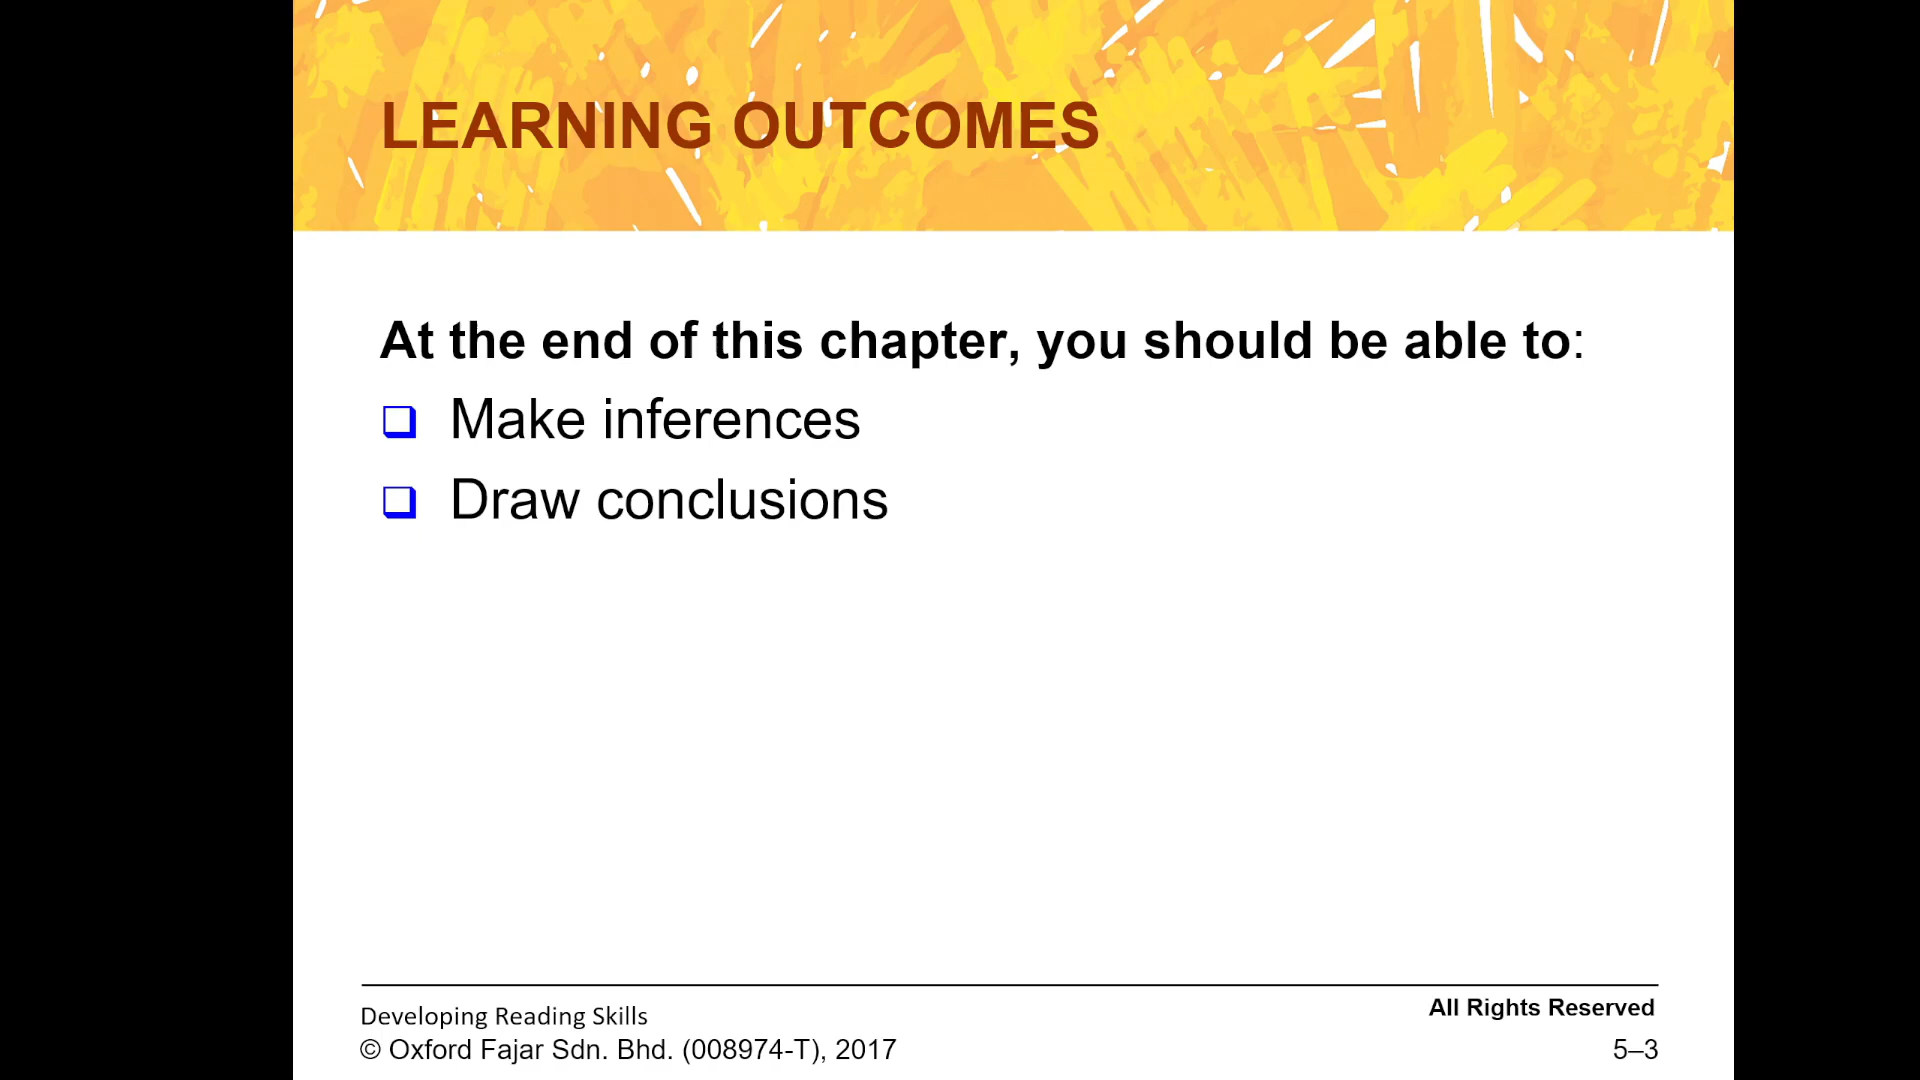 LEARNING OUTCOMES
At the end of this chapter, you should be able to:
Make inferences
Draw conclusions
Developing Reading Skills
All Rights Reserved
© Oxford Fajar Sdn. Bhd. (008974-T), 2017
5–3